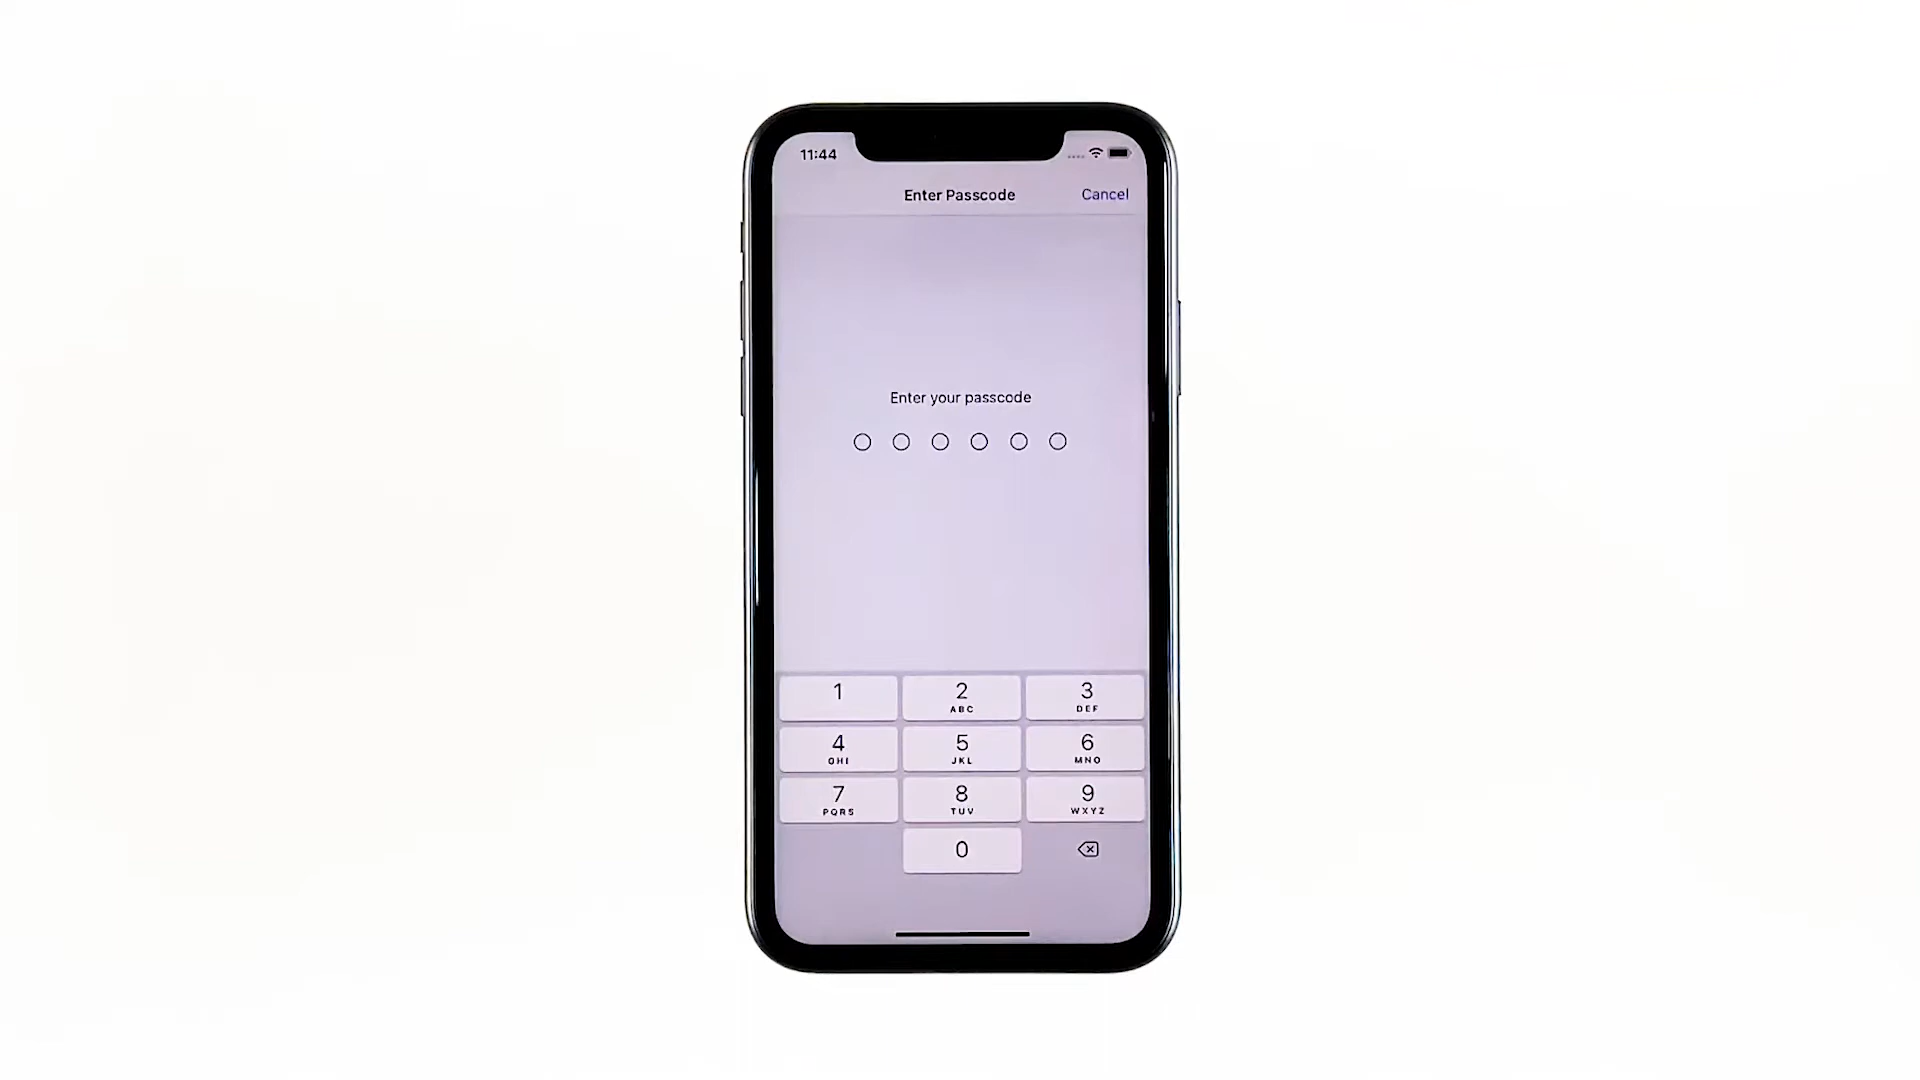 11:44
Enter Passcode Cancel
Enter your passcode
1 2 3
ABC DEF
4 5 6
GHI JKL MNO
7 8 9
PQRS TUV WXYZ
0